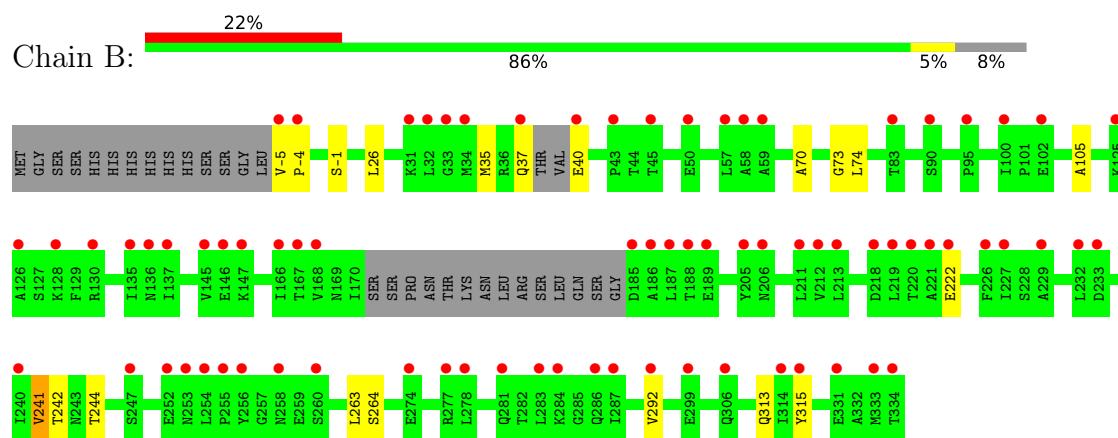 22%
Chain B:
86% 5% 8%
MET GLY SER SER HIS HIS HIS HIS HIS HIS SER SER GLY LEU V-5 P-4 S-1 L26 K31 L32 G33 M34 M35 R36 Q37 THR VAL E40 P43 T44 T45 E50 L57 A58 A59 A70 G73 L74 T83 S90 P95 I100 P101 E102 A105 K125
A126 S127 K128 F129 R130 I135 N136 I137 V145 E146 K147 I166 T167 V168 N169 I170 SER SER PRO ASN THR LYS ASN LEU ARG SER LEU GLN SER GLY D185 A186 L187 T188 E189 Y205 N206 L211 V212 L213 D218 L219 T220 A221 E222 F226 I227 S228 A229 L232 D233
I240 V241 T242 N243 T244 S247 E252 N253 L254 P255 Y256 G257 N258 E259 S260 L263 S264 E274 R277 L278 Q281 T282 L283 K284 G285 Q286 I287 V292 E299 Q306 Q313 I314 Y315 E331 A332 M333 T334